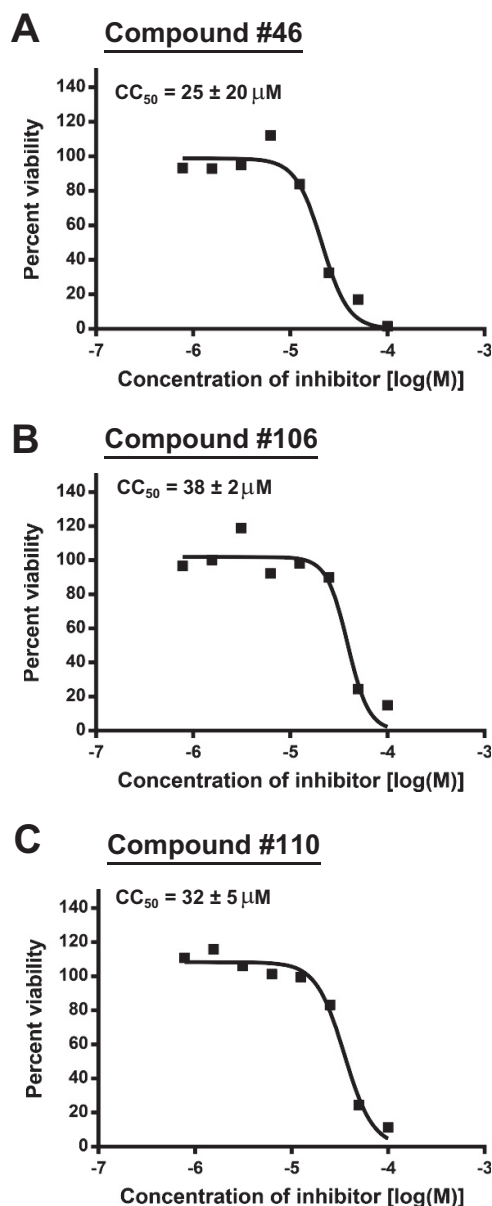 A
Compound #46
CC50 = 25 ± 20 μM
Percent viability
140
120
100
80
60
40
20
0
-7
-6
-5
-4
-3
Concentration of inhibitor [log(M)]
B
Compound #106
CC50 = 38 ± 2 μM
Percent viability
140
120
100
80
60
40
20
0
-7
-6
-5
-4
-3
Concentration of inhibitor [log(M)]
C
Compound #110
CC50 = 32 ± 5 μM
Percent viability
140
120
100
80
60
40
20
0
-7
-6
-5
-4
-3
Concentration of inhibitor [log(M)]